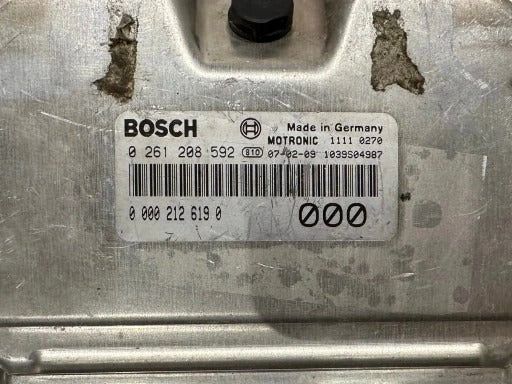 BOSCH Made in Germany
MOTRONIC 1111 0270
0 261 208 592 810 07-02-09 1039S04987
0 000 212 619 0 000